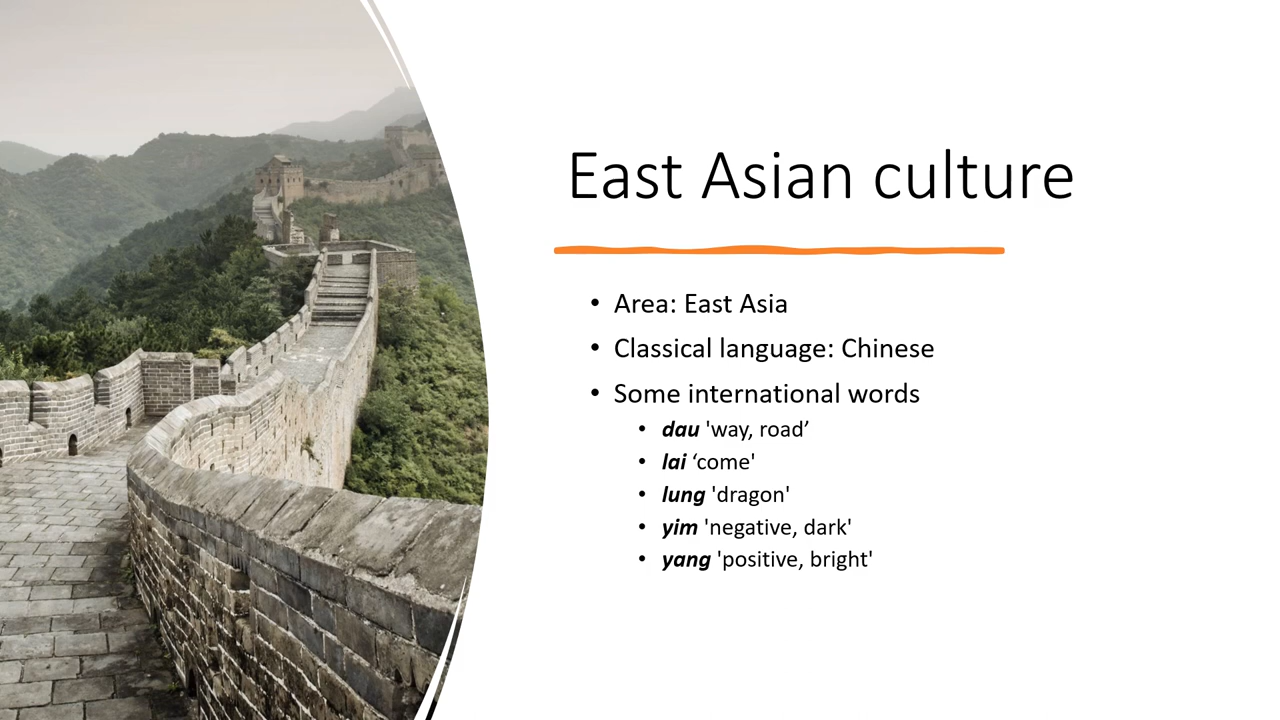 East Asian culture
• Area: East Asia
• Classical language: Chinese
• Some international words
• dau 'way, road’
• lai ‘come'
• lung 'dragon'
• yim 'negative, dark'
• yang 'positive, bright'